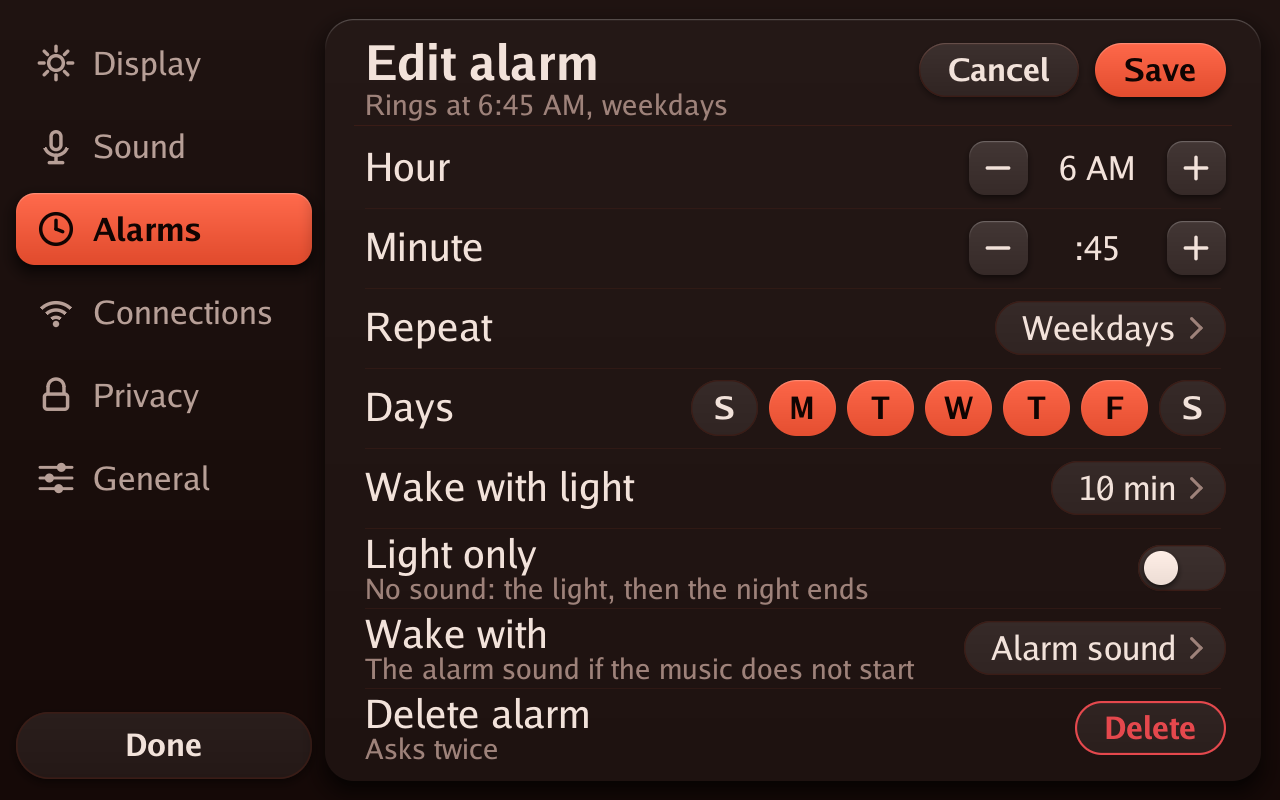 Display
Sound
Alarms
Connections
Privacy
General
Done
Edit alarm
Cancel
Save
Rings at 6:45 AM, weekdays
Hour
6 AM
Minute
:45
Repeat
Weekdays
Days
S M T W T F S
Wake with light
10 min
Light only
No sound: the light, then the night ends
Wake with
The alarm sound if the music does not start
Alarm sound
Delete alarm
Asks twice
Delete